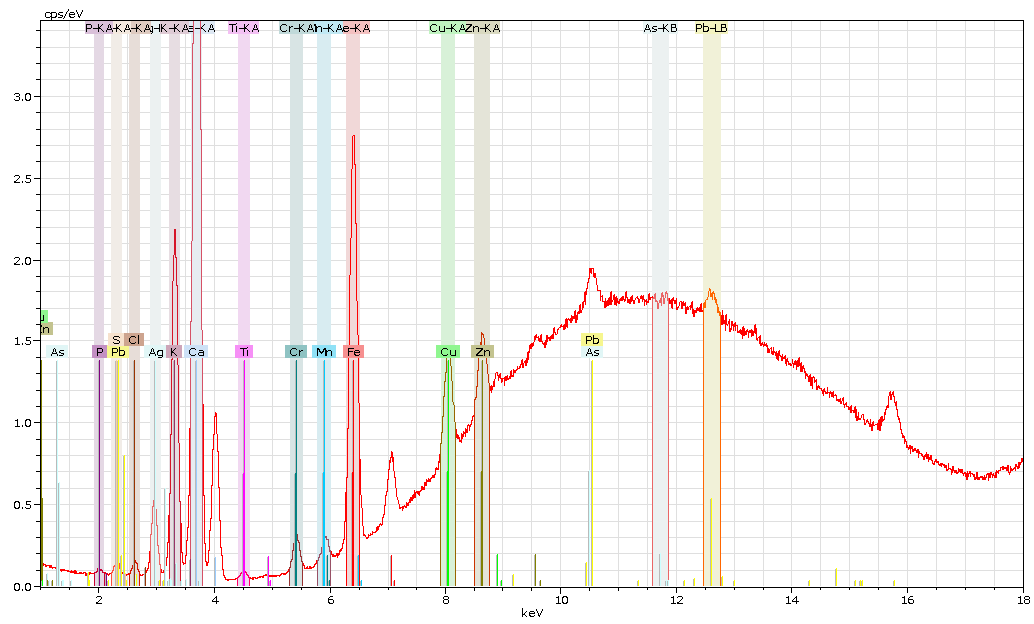 cps/eV
P-KA Ti-KA Cr-KA Cu-KA Zn-KA As-KB Pb-LB
3.0
2.5
2.0
S Cl
1.5
As P Pb Ag K Ca Ti Cr Mn Fe Cu Zn Pb
As
1.0
0.5
0.0
2 4 6 8 10 12 14 16 18
keV